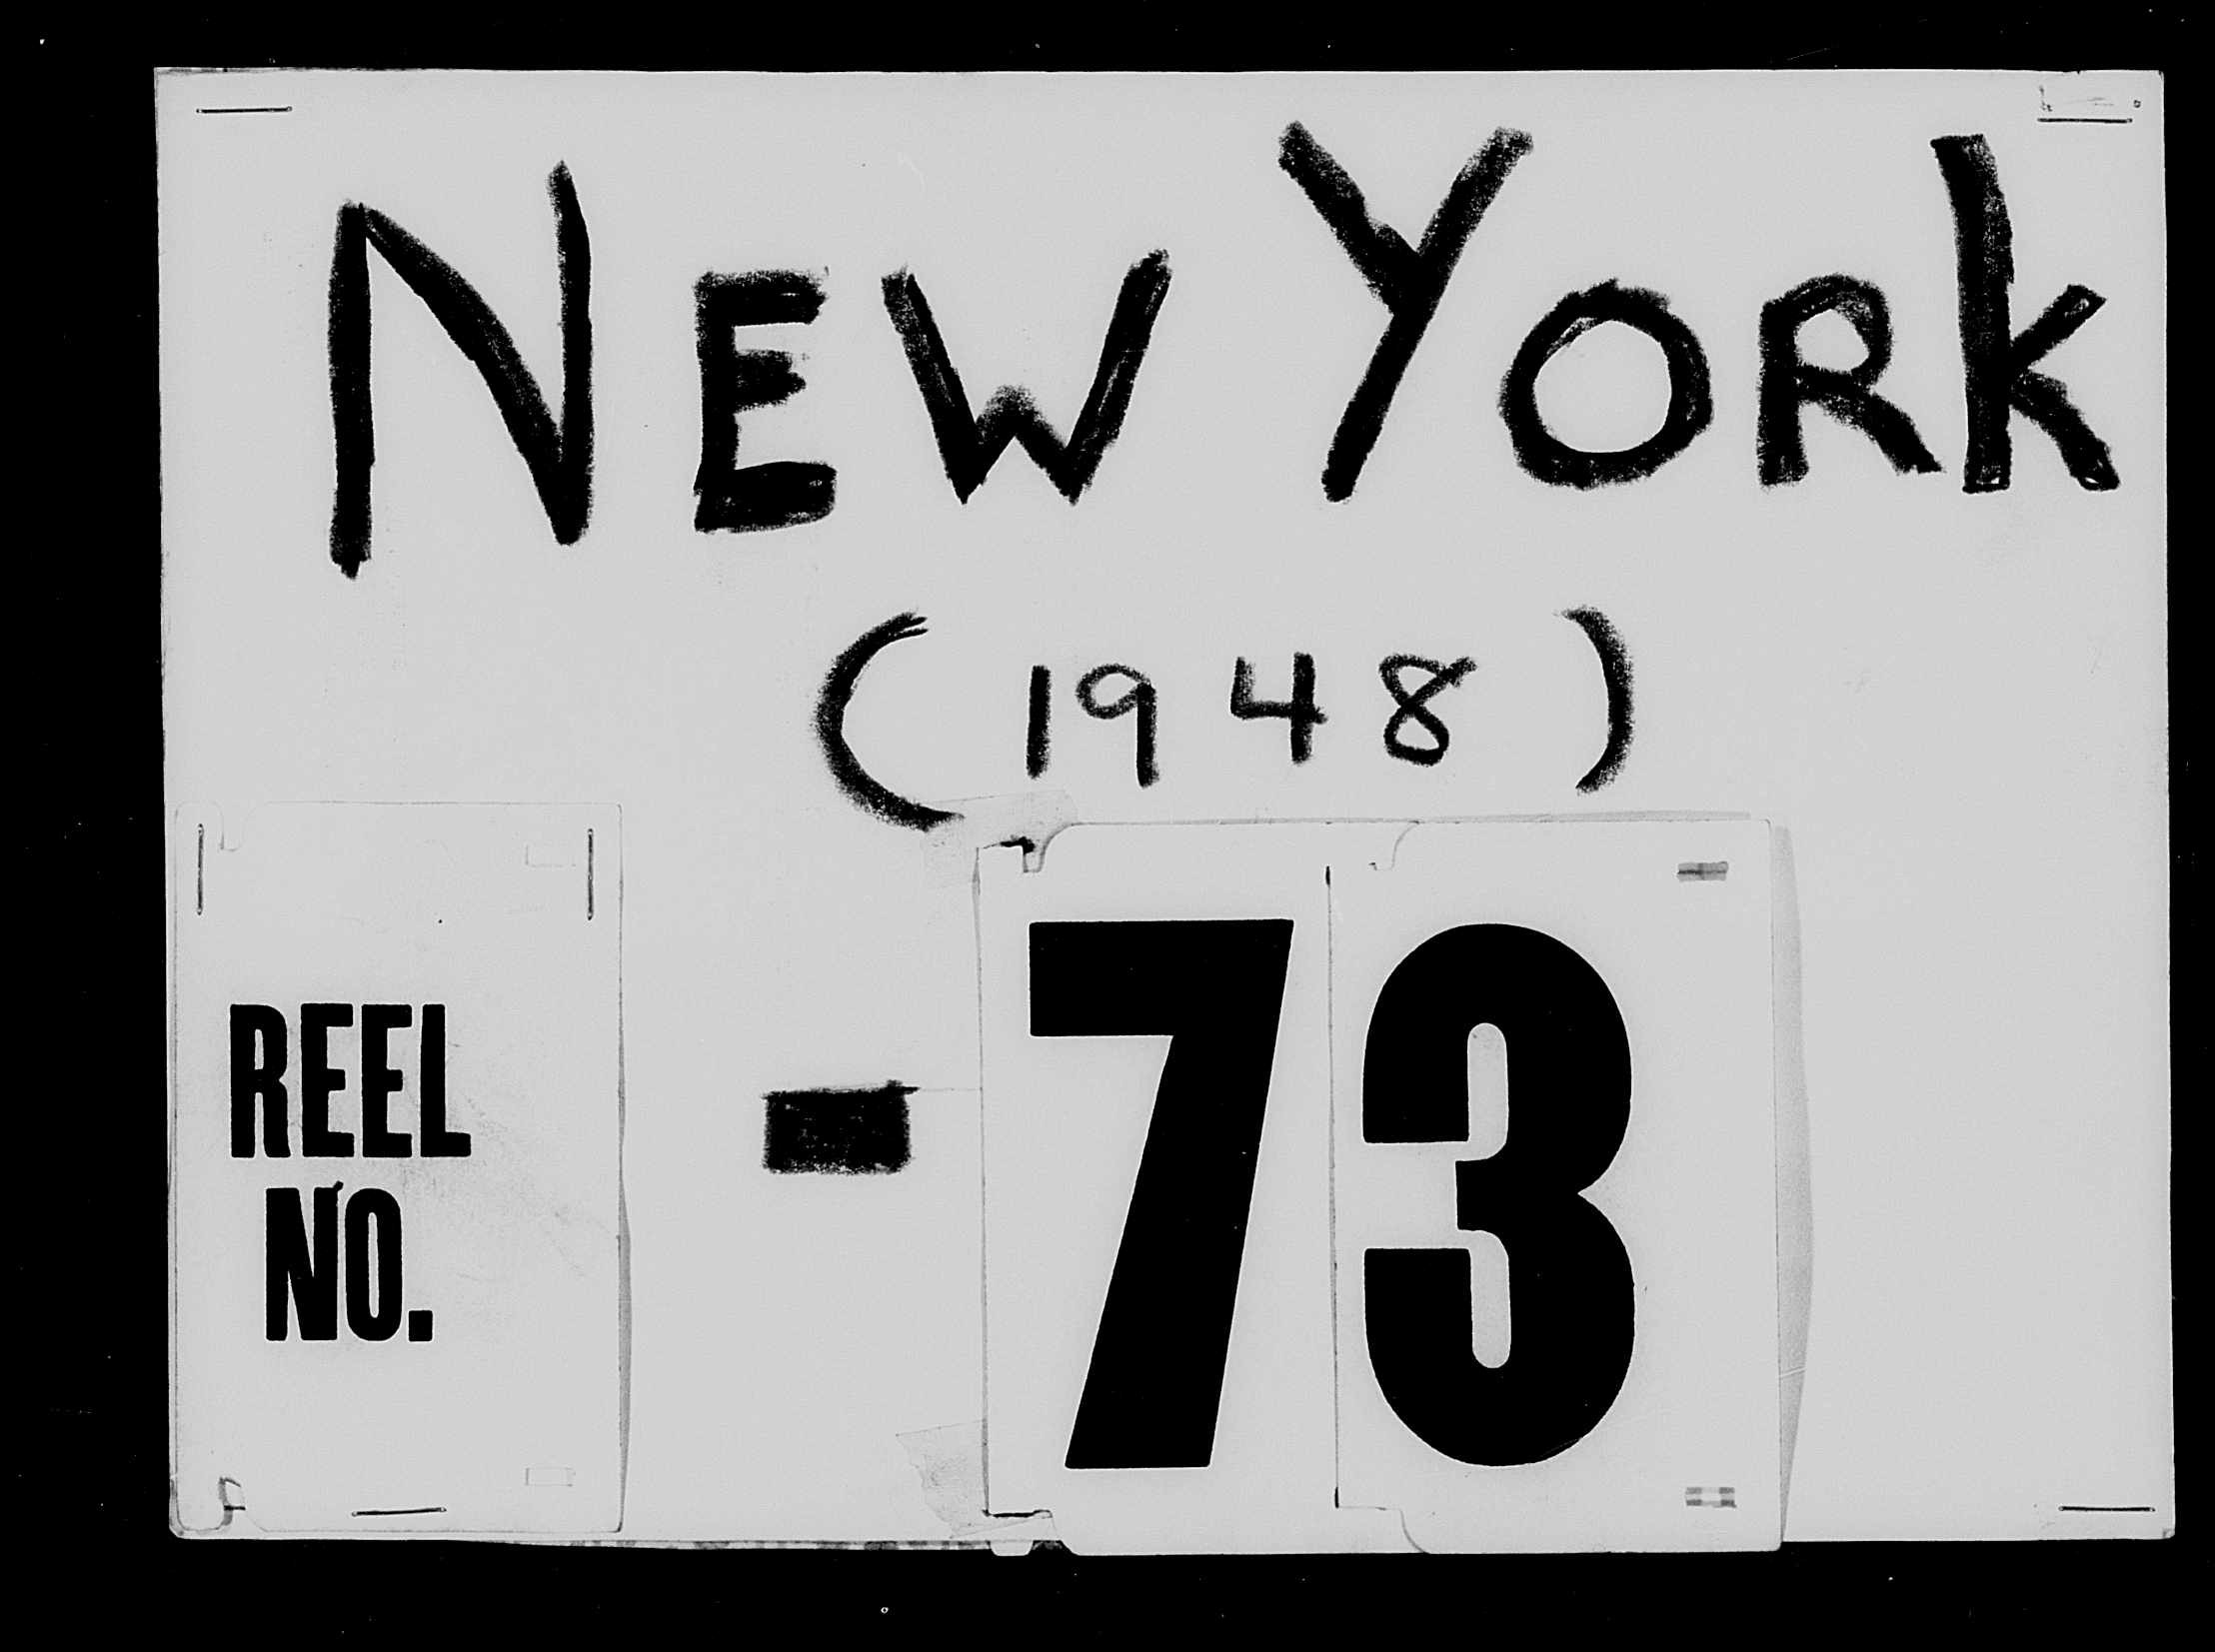 NEW YORK
(1948)
REEL
NO. - 73